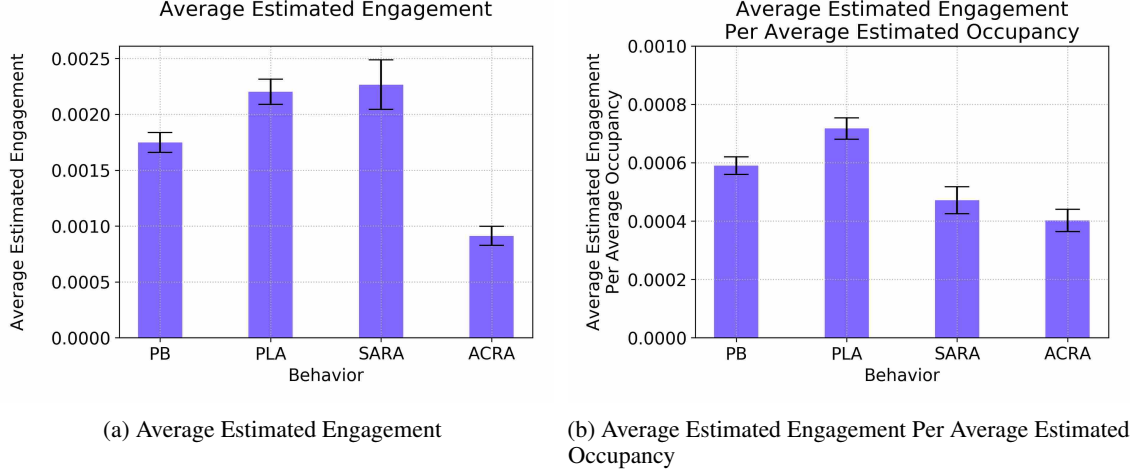 Average Estimated Engagement
Average Estimated Engagement
0.0025
0.0020
0.0015
0.0010
0.0005
0.0000
PB
PLA
SARA
ACRA
Behavior
(a) Average Estimated Engagement
Average Estimated Engagement
Per Average Estimated Occupancy
Average Estimated Engagement
Per Average Occupancy
0.0010
0.0008
0.0006
0.0004
0.0002
0.0000
PB
PLA
SARA
ACRA
Behavior
(b) Average Estimated Engagement Per Average Estimated
Occupancy